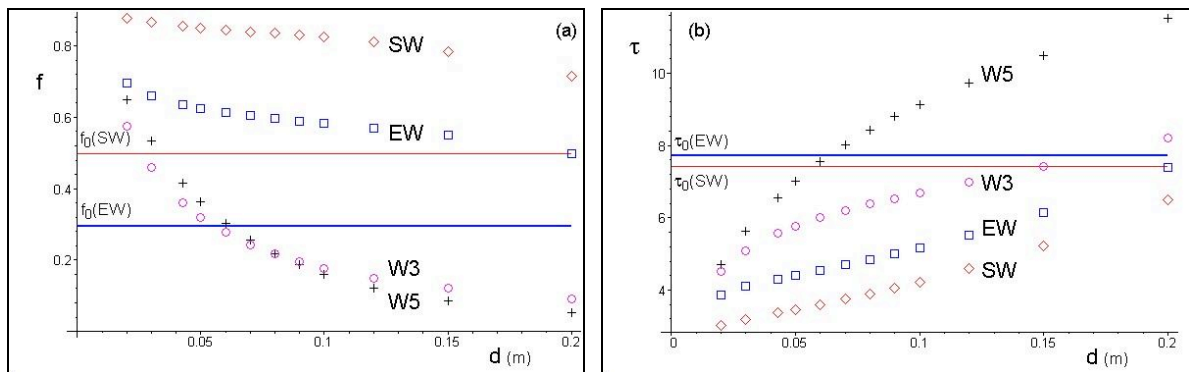 (a)
0.8
SW
f
0.6
EW
f₀(SW)
0.4
f₀(EW)
0.2
W3
W5
0.05 0.1 0.15 0.2
d (m)
(b)
τ
10
W5
8
τ₀(EW)
τ₀(SW)
W3
6
EW
4
SW
0 0.05 0.1 0.15 0.2
d (m)